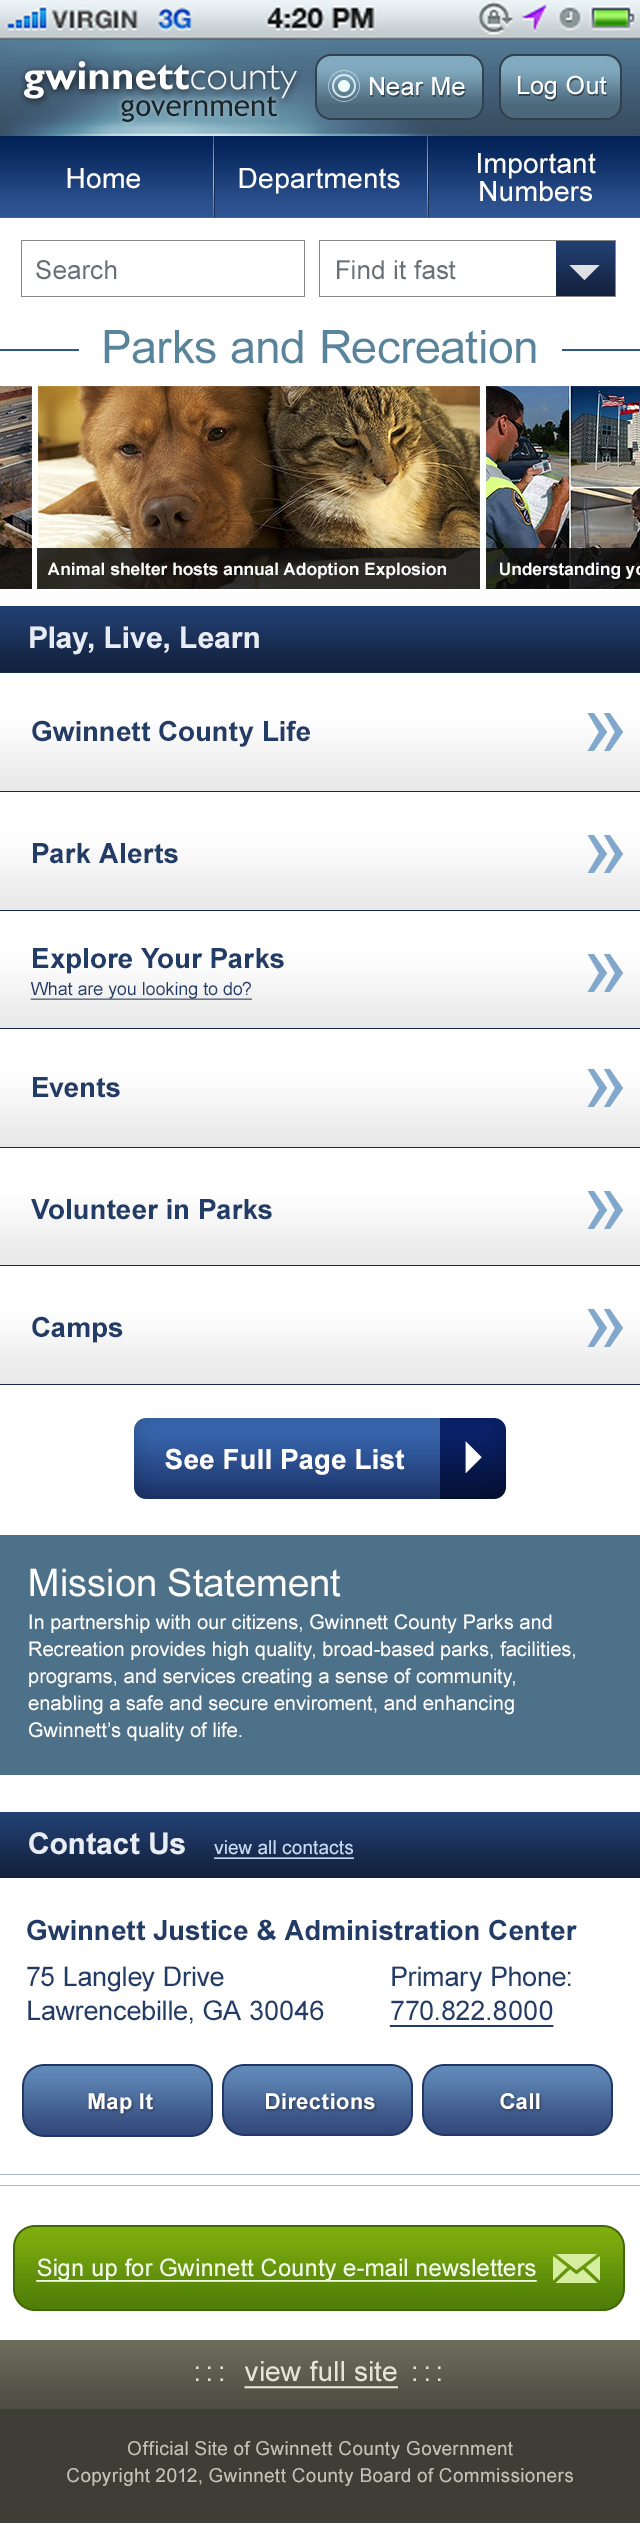 VIRGIN 3G 4:20 PM
gwinnettcounty
government
Near Me
Log Out
Home
Departments
Important
Numbers
Search
Find it fast
Parks and Recreation
Animal shelter hosts annual Adoption Explosion
Understanding yo
Play, Live, Learn
Gwinnett County Life
Park Alerts
Explore Your Parks
What are you looking to do?
Events
Volunteer in Parks
Camps
See Full Page List
Mission Statement
In partnership with our citizens, Gwinnett County Parks and
Recreation provides high quality, broad-based parks, facilities,
programs, and services creating a sense of community,
enabling a safe and secure enviroment, and enhancing
Gwinnett's quality of life.
Contact Us view all contacts
Gwinnett Justice & Administration Center
75 Langley Drive
Lawrencebille, GA 30046
Primary Phone:
770.822.8000
Map It
Directions
Call
Sign up for Gwinnett County e-mail newsletters
::: view full site :::
Official Site of Gwinnett County Government
Copyright 2012, Gwinnett County Board of Commissioners